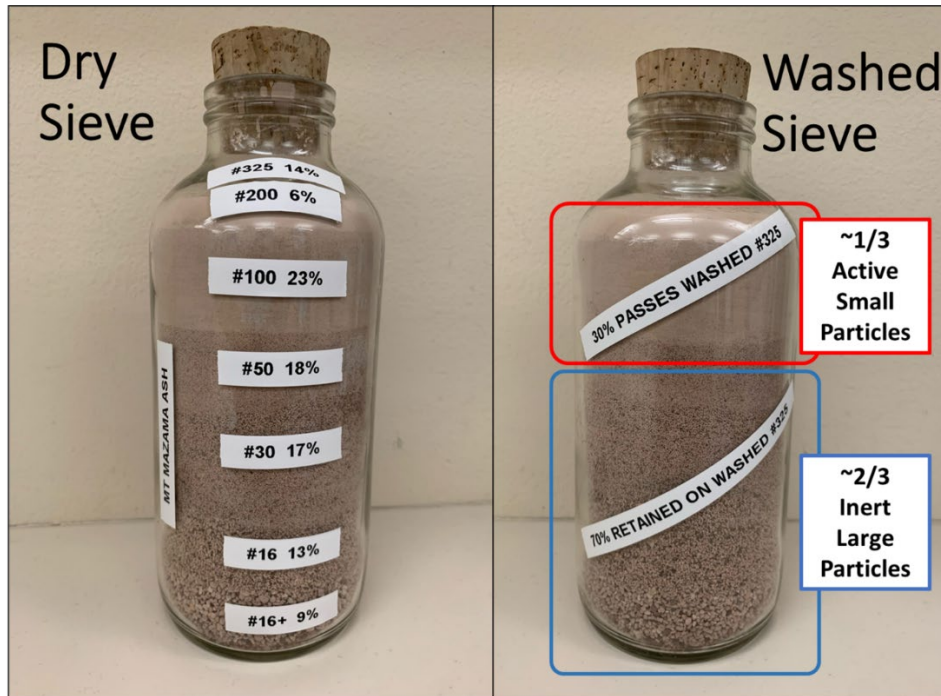 Dry
Sieve
#325 14%
#200 6%
#100 23%
#50 18%
MT MAZAMA ASH
#30 17%
#16 13%
#16+ 9%
Washed
Sieve
30% PASSES WASHED #325
~1/3
Active
Small
Particles
70% RETAINED ON WASHED #325
~2/3
Inert
Large
Particles